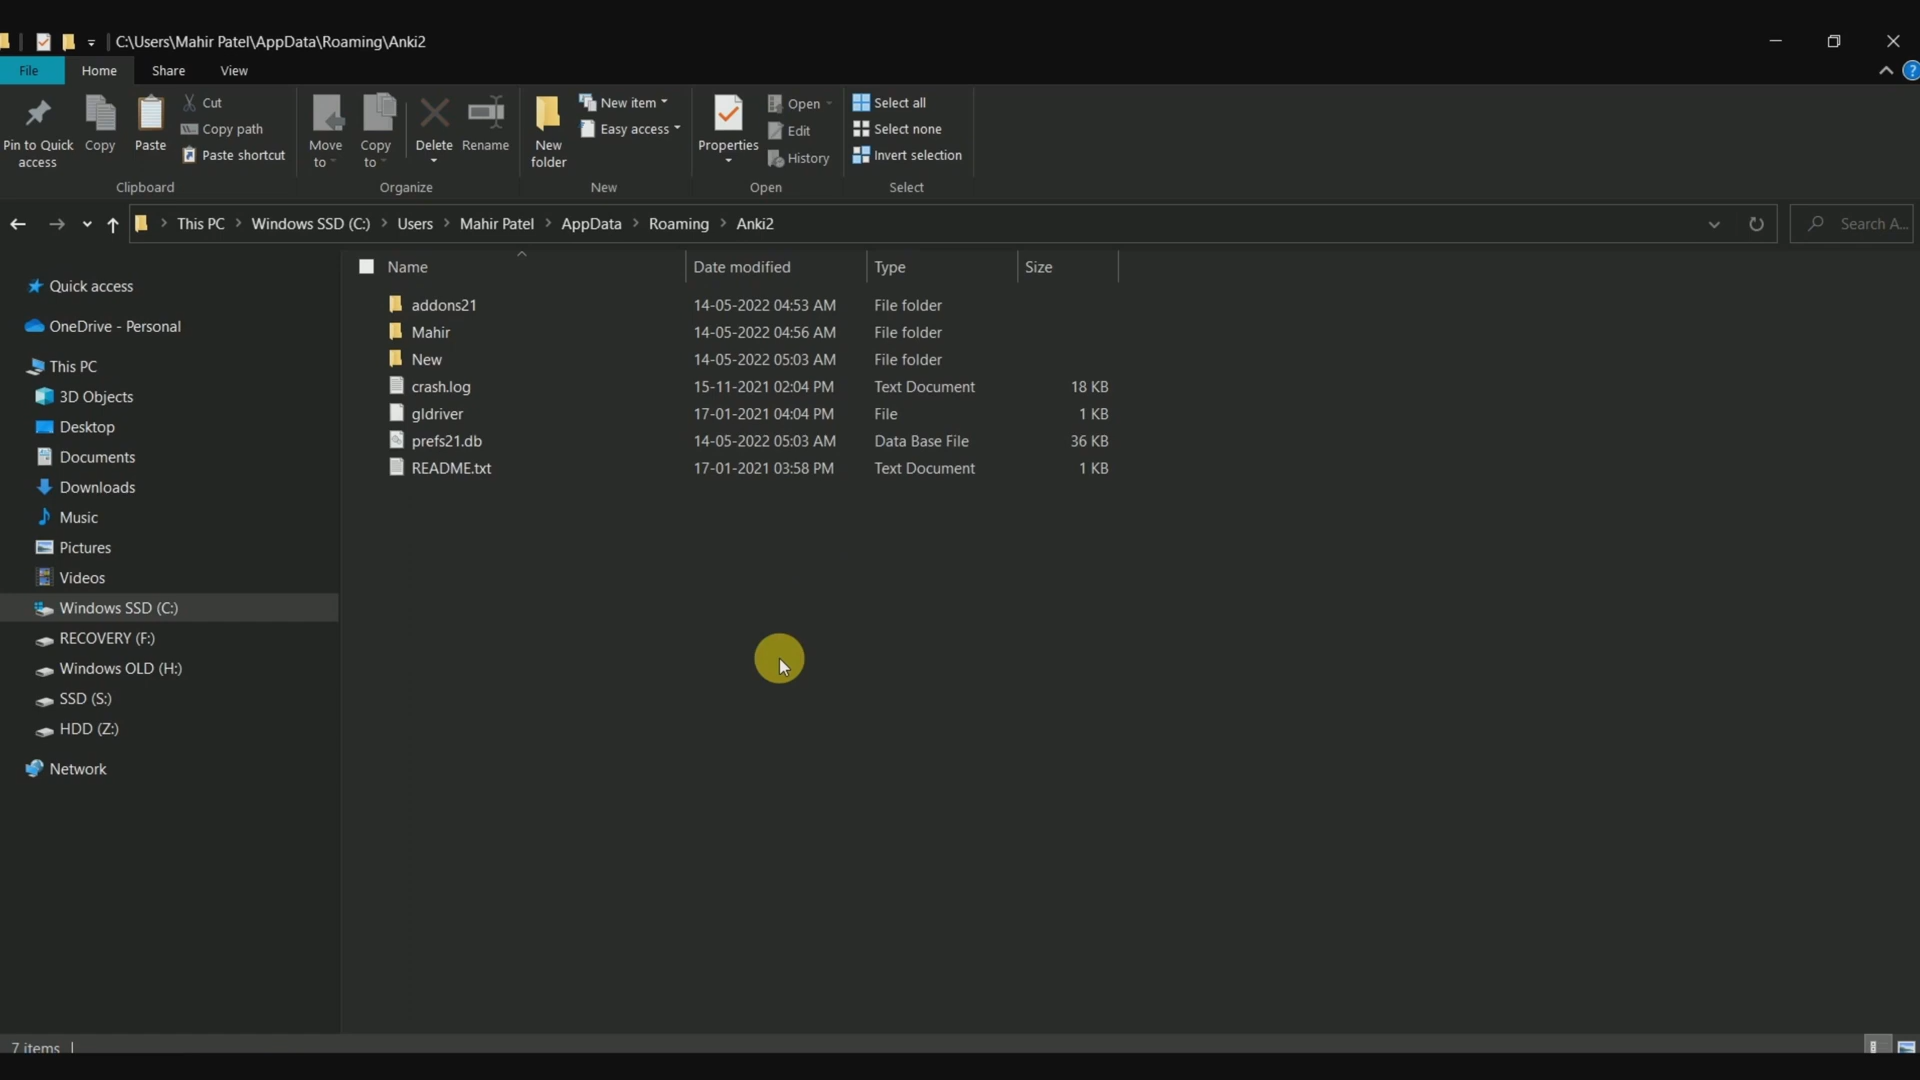 C:\Users\Mahir Patel\AppData\Roaming\Anki2
File Home Share View
Pin to Quick access
Copy
Paste
Cut
Copy path
Paste shortcut
Clipboard
Move to
Copy to
Delete
Rename
Organize
New folder
New item
Easy access
New
Properties
Open
Edit
History
Open
Select all
Select none
Invert selection
Select
This PC > Windows SSD (C:) > Users > Mahir Patel > AppData > Roaming > Anki2
Search A...
Name Date modified Type Size
addons21 14-05-2022 04:53 AM File folder
Mahir 14-05-2022 04:56 AM File folder
New 14-05-2022 05:03 AM File folder
crash.log 15-11-2021 02:04 PM Text Document 18 KB
gldriver 17-01-2021 04:04 PM File 1 KB
prefs21.db 14-05-2022 05:03 AM Data Base File 36 KB
README.txt 17-01-2021 03:58 PM Text Document 1 KB
Quick access
OneDrive - Personal
This PC
3D Objects
Desktop
Documents
Downloads
Music
Pictures
Videos
Windows SSD (C:)
RECOVERY (F:)
Windows OLD (H:)
SSD (S:)
HDD (Z:)
Network
7 items